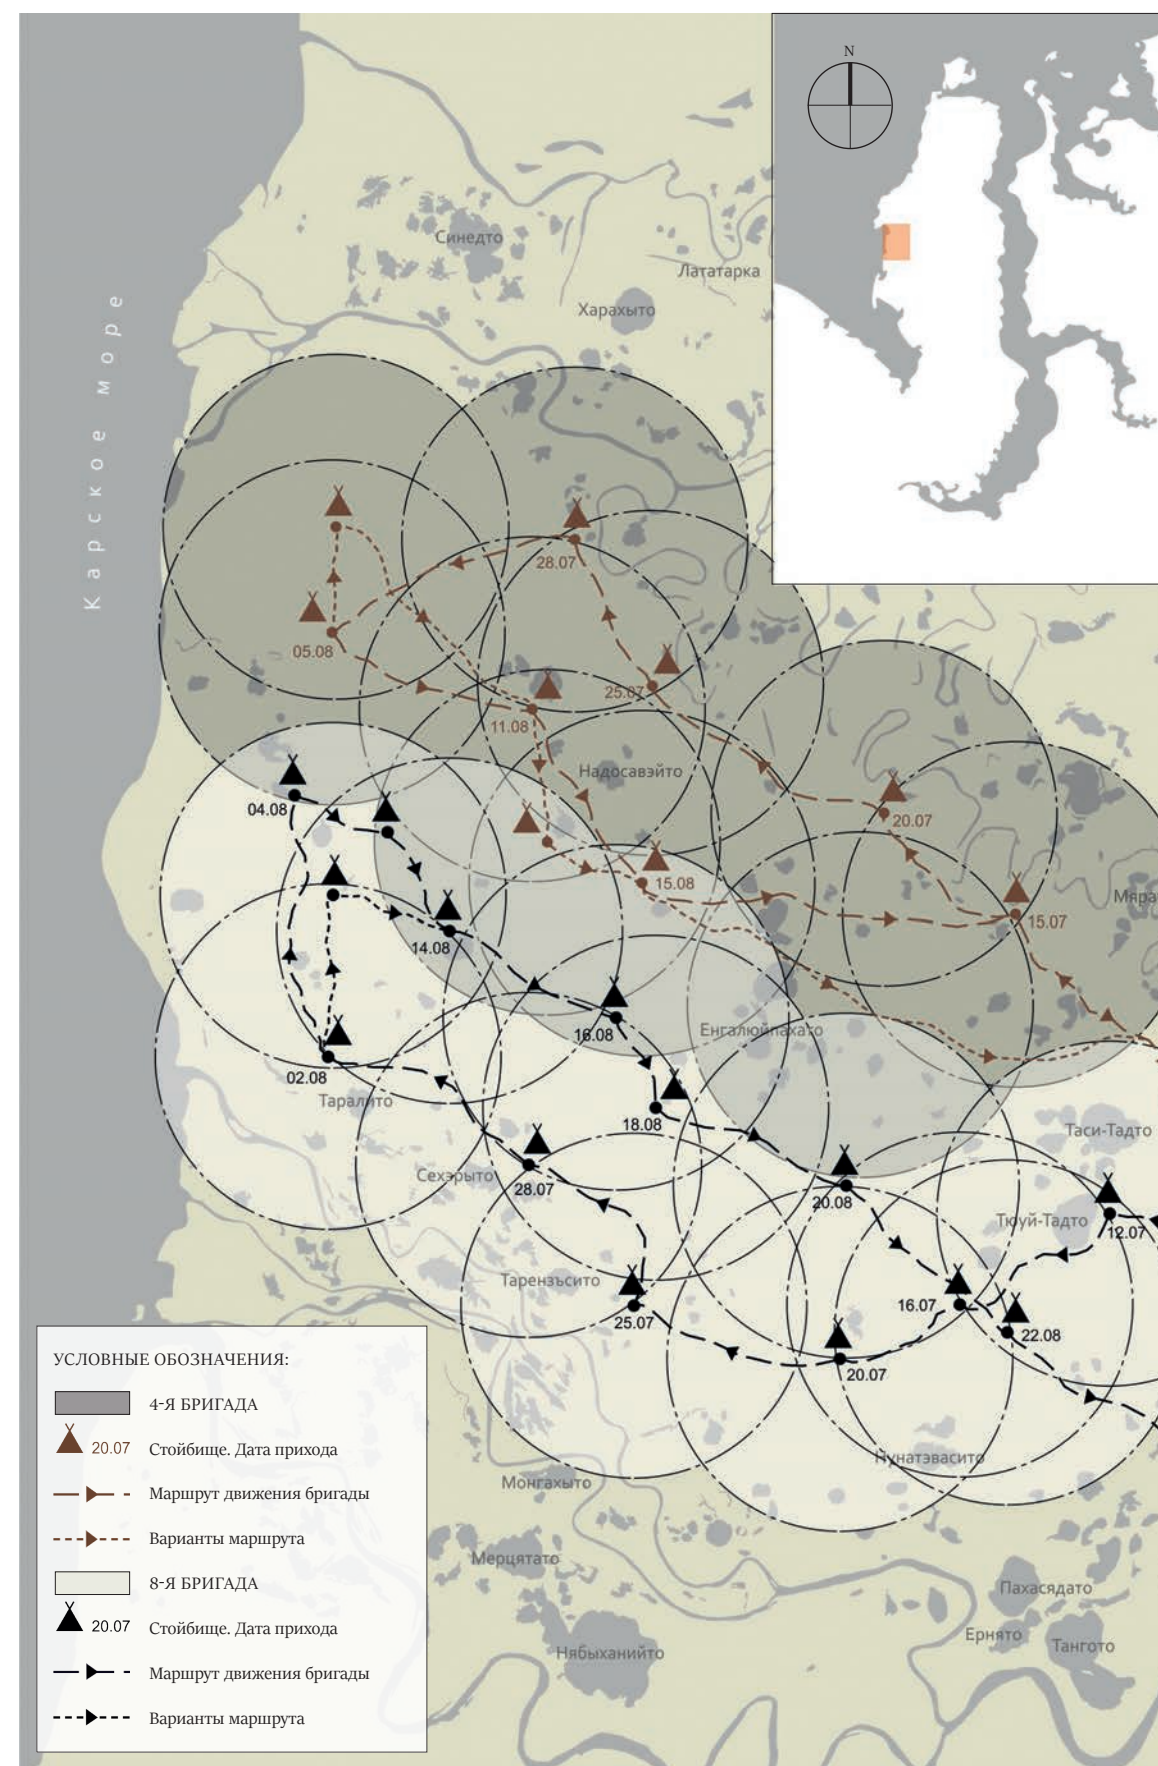 N
Карское море
Синедто
Лататарка
Харахыто
28.07
05.08
25.07
11.08
Надосавэйто
20.07
04.08
15.08
15.07
14.08
16.08
Енгалюйпахато
02.08
Таралито
18.08
Таси-Тадто
Сехэрыто
28.07
20.08
Тюуй-Тадто
12.07
Тарензъсито
25.07
16.07
22.08
20.07
Нунатэвасито
Монгахыто
Мерцятато
Пахасядато
Ернято
Тангото
Нябыханийто
УСЛОВНЫЕ ОБОЗНАЧЕНИЯ:
4-Я БРИГАДА
20.07 Стойбище. Дата прихода
Маршрут движения бригады
Варианты маршрута
8-Я БРИГАДА
20.07 Стойбище. Дата прихода
Маршрут движения бригады
Варианты маршрута